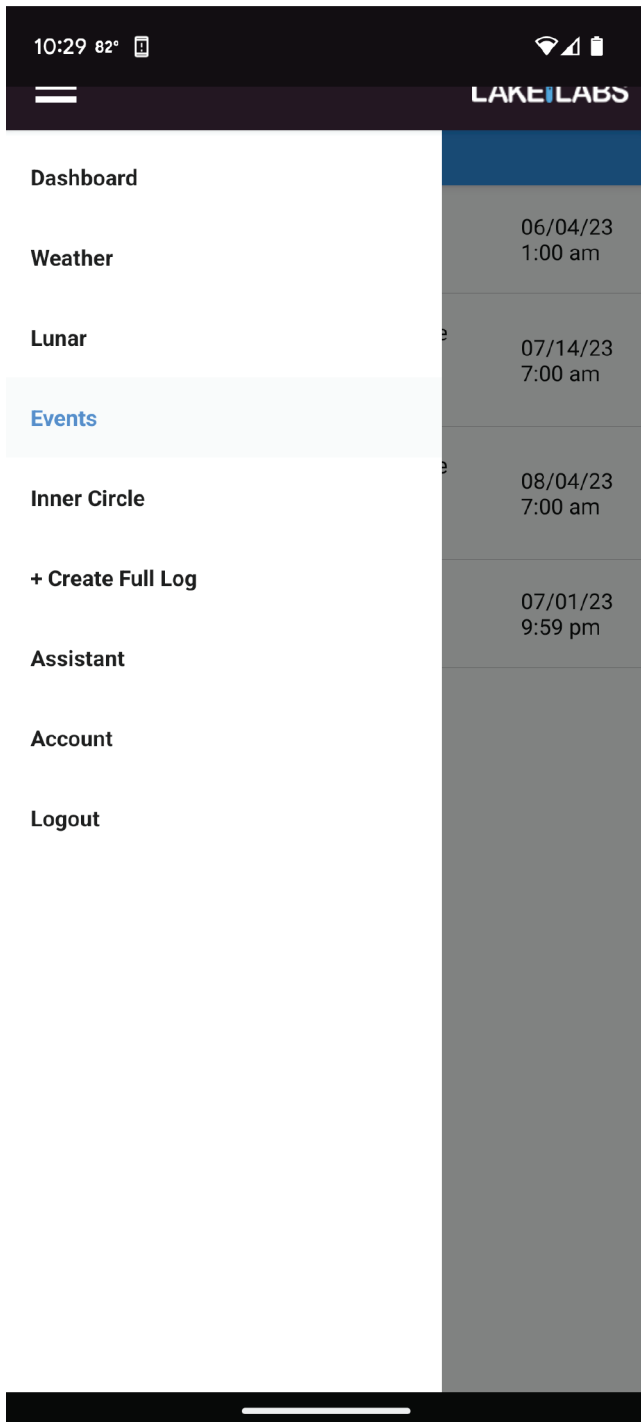 10:29 82°
LAKE LABS
Dashboard
Weather
Lunar
Events
Inner Circle
+ Create Full Log
Assistant
Account
Logout
06/04/23
1:00 am
e
07/14/23
7:00 am
e
08/04/23
7:00 am
07/01/23
9:59 pm